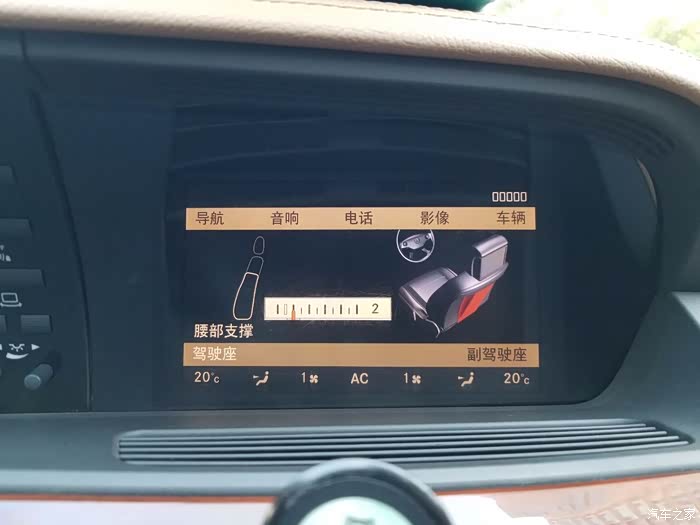 导航 音响 电话 影像 车辆
2
腰部支撑
驾驶座 副驾驶座
20°C 1 AC 1 20°C
汽车之家